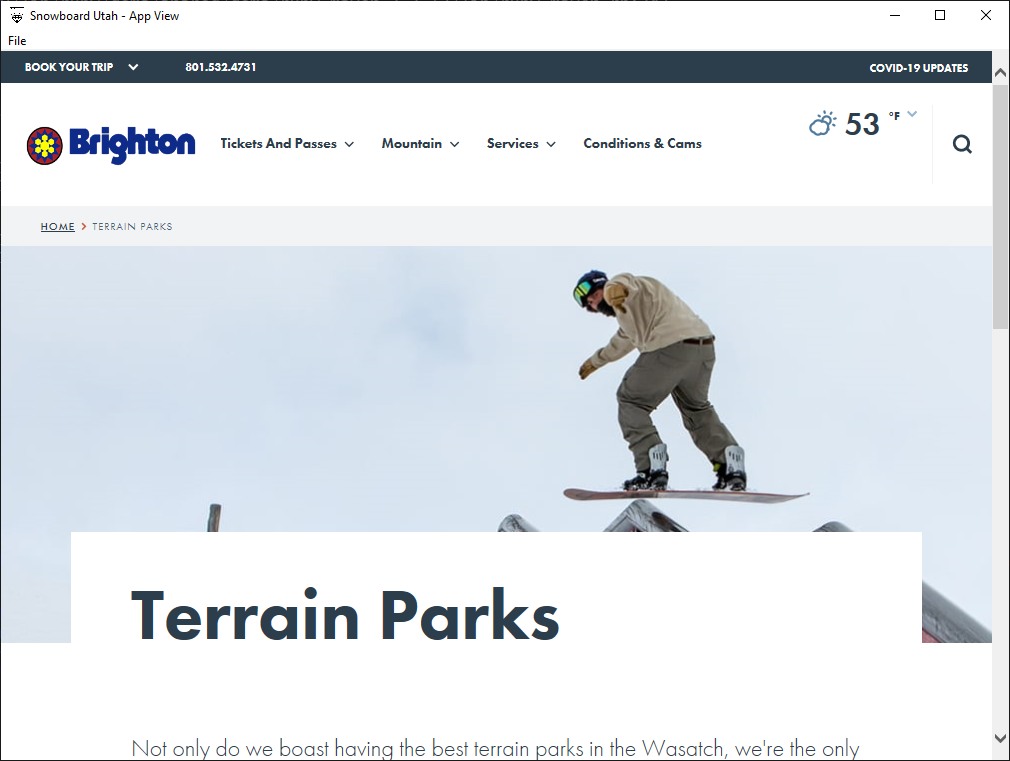 Snowboard Utah - App View
File
BOOK YOUR TRIP 801.532.4731 COVID-19 UPDATES
53 °F
Brighton Tickets And Passes Mountain Services Conditions & Cams
HOME > TERRAIN PARKS
Terrain Parks
Not only do we boast having the best terrain parks in the Wasatch, we're the only